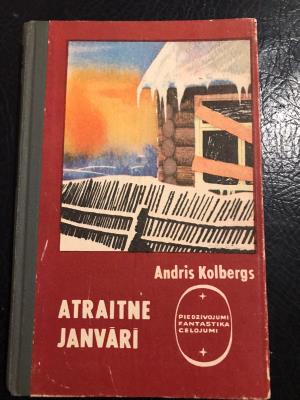 Andris Kolbergs
ATRAITNE
JANVĀRĪ
PIEDZĪVOJUMI
FANTASTIKA
CEĻOJUMI